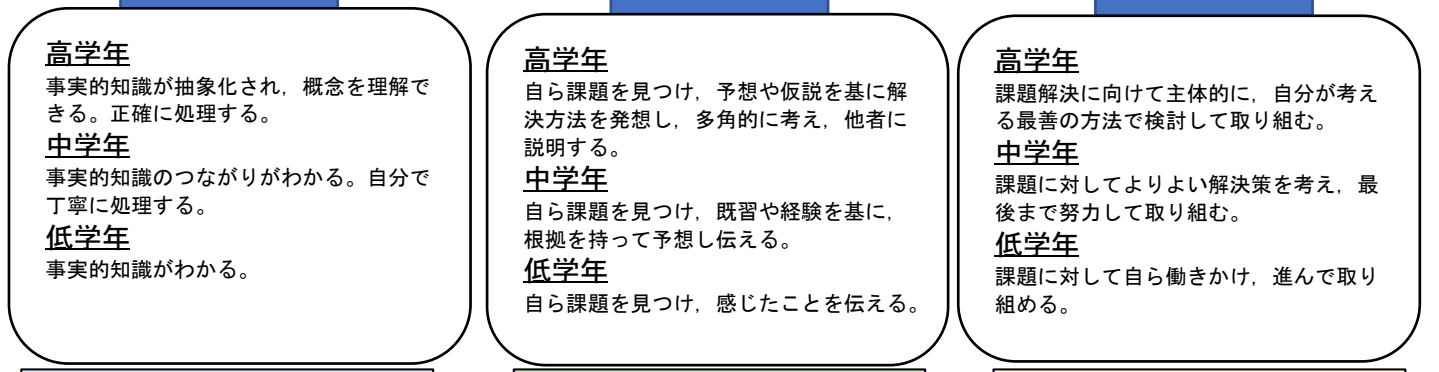 高学年
事実的知識が抽象化され，概念を理解で
きる。正確に処理する。
中学年
事実的知識のつながりがわかる。自分で
丁寧に処理する。
低学年
事実的知識がわかる。
高学年
自ら課題を見つけ，予想や仮説を基に解
決方法を発想し，多角的に考え，他者に
説明する。
中学年
自ら課題を見つけ，既習や経験を基に，
根拠を持って予想し伝える。
低学年
自ら課題を見つけ，感じたことを伝える。
高学年
課題解決に向けて主体的に，自分が考え
る最善の方法で検討して取り組む。
中学年
課題に対してよりよい解決策を考え，最
後まで努力して取り組む。
低学年
課題に対して自ら働きかけ，進んで取り
組める。